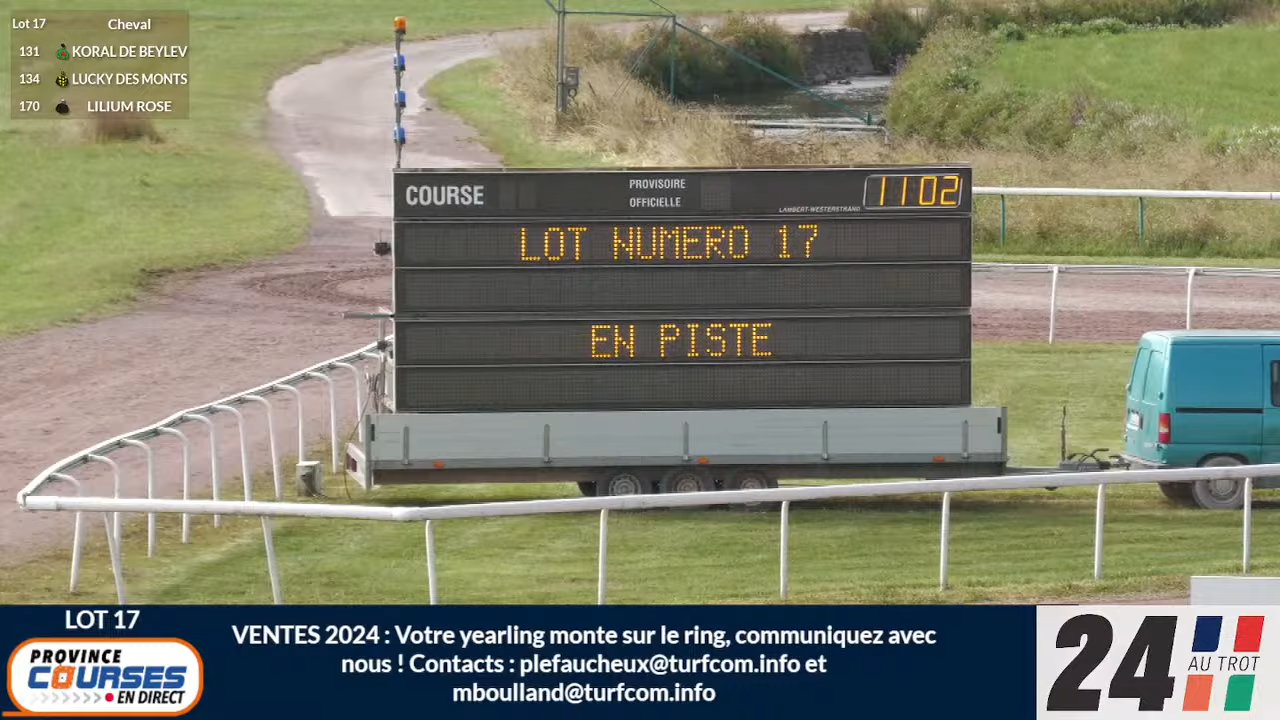 Lot 17 Cheval
131 KORAL DE BEYLEV
134 LUCKY DES MONTS
170 LILIUM ROSE
COURSE
PROVISOIRE
OFFICIELLE
LAMBERT-WESTERSTRAND
1102
LOT NUMERO 17
EN PISTE
LOT 17
PROVINCE
COURSES
EN DIRECT
VENTES 2024 : Votre yearling monte sur le ring, communiquez avec
nous ! Contacts : plefaucheux@turfcom.info et
mboulland@turfcom.info
24
AU TROT